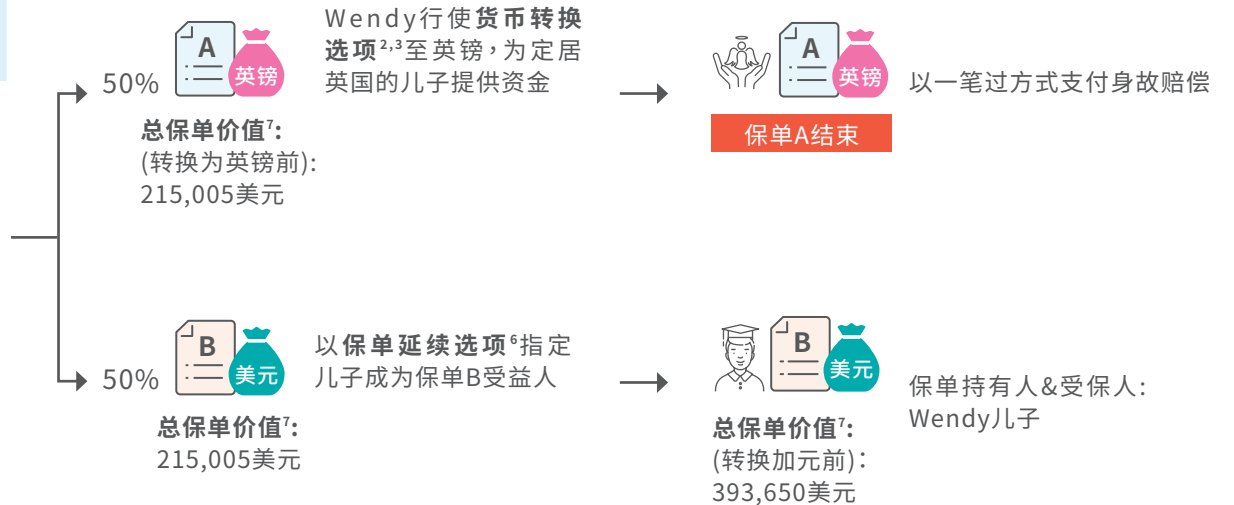 Wendy行使货币转换
选项²,³至英镑，为定居
英国的儿子提供资金
50%
A
英镑
总保单价值⁷:
(转换为英镑前):
215,005美元
A
英镑
以一笔过方式支付身故赔偿
保单A结束
50%
B
美元
以保单延续选项⁶指定
儿子成为保单B受益人
总保单价值⁷:
215,005美元
B
美元
保单持有人&受保人:
Wendy儿子
总保单价值⁷:
(转换加元前):
393,650美元